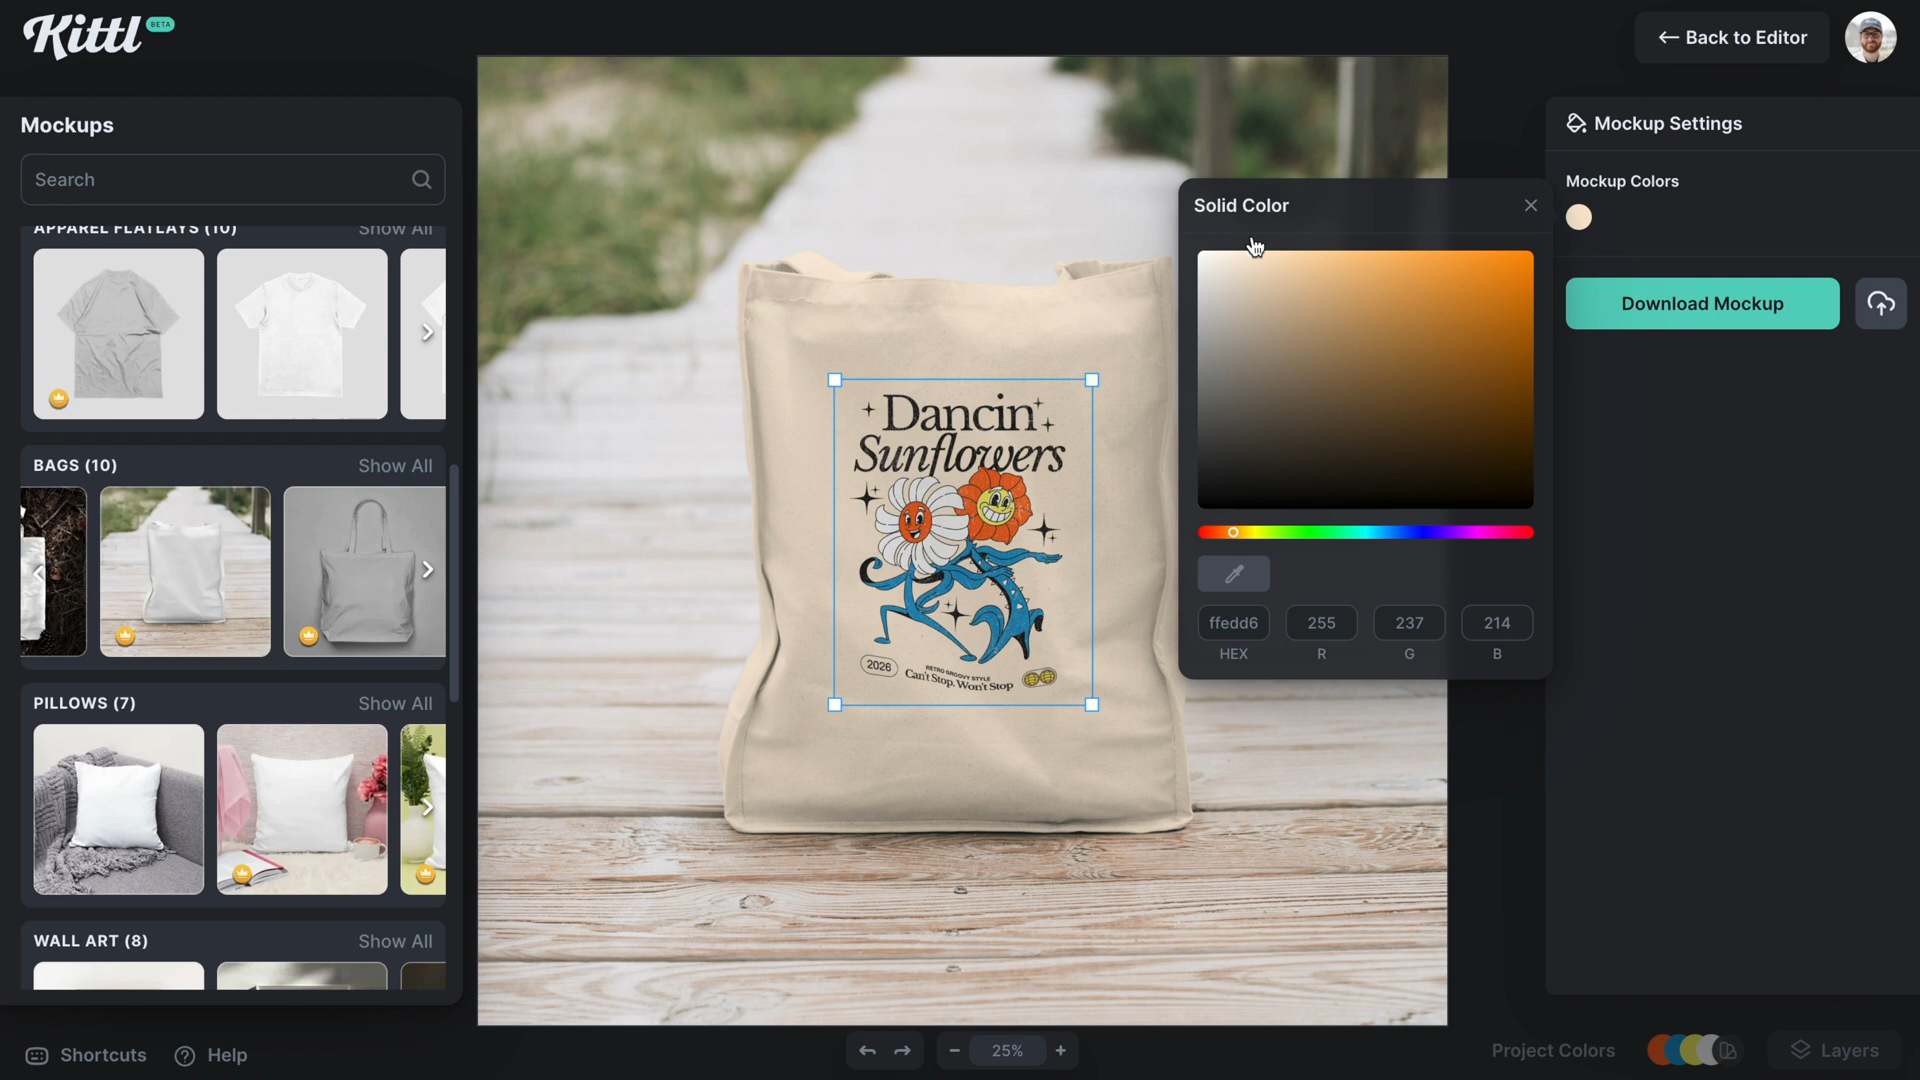 Kittl BETA
← Back to Editor
Mockups
Search
APPAREL FLATLAYS (10) Show All
BAGS (10) Show All
PILLOWS (7) Show All
WALL ART (8) Show All
Dancin'
Sunflowers
2026
RETRO GROOVY STYLE
Can't Stop. Won't Stop
Solid Color
ffedd6 255 237 214
HEX R G B
Mockup Settings
Mockup Colors
Download Mockup
Shortcuts Help
25%
Project Colors
Layers